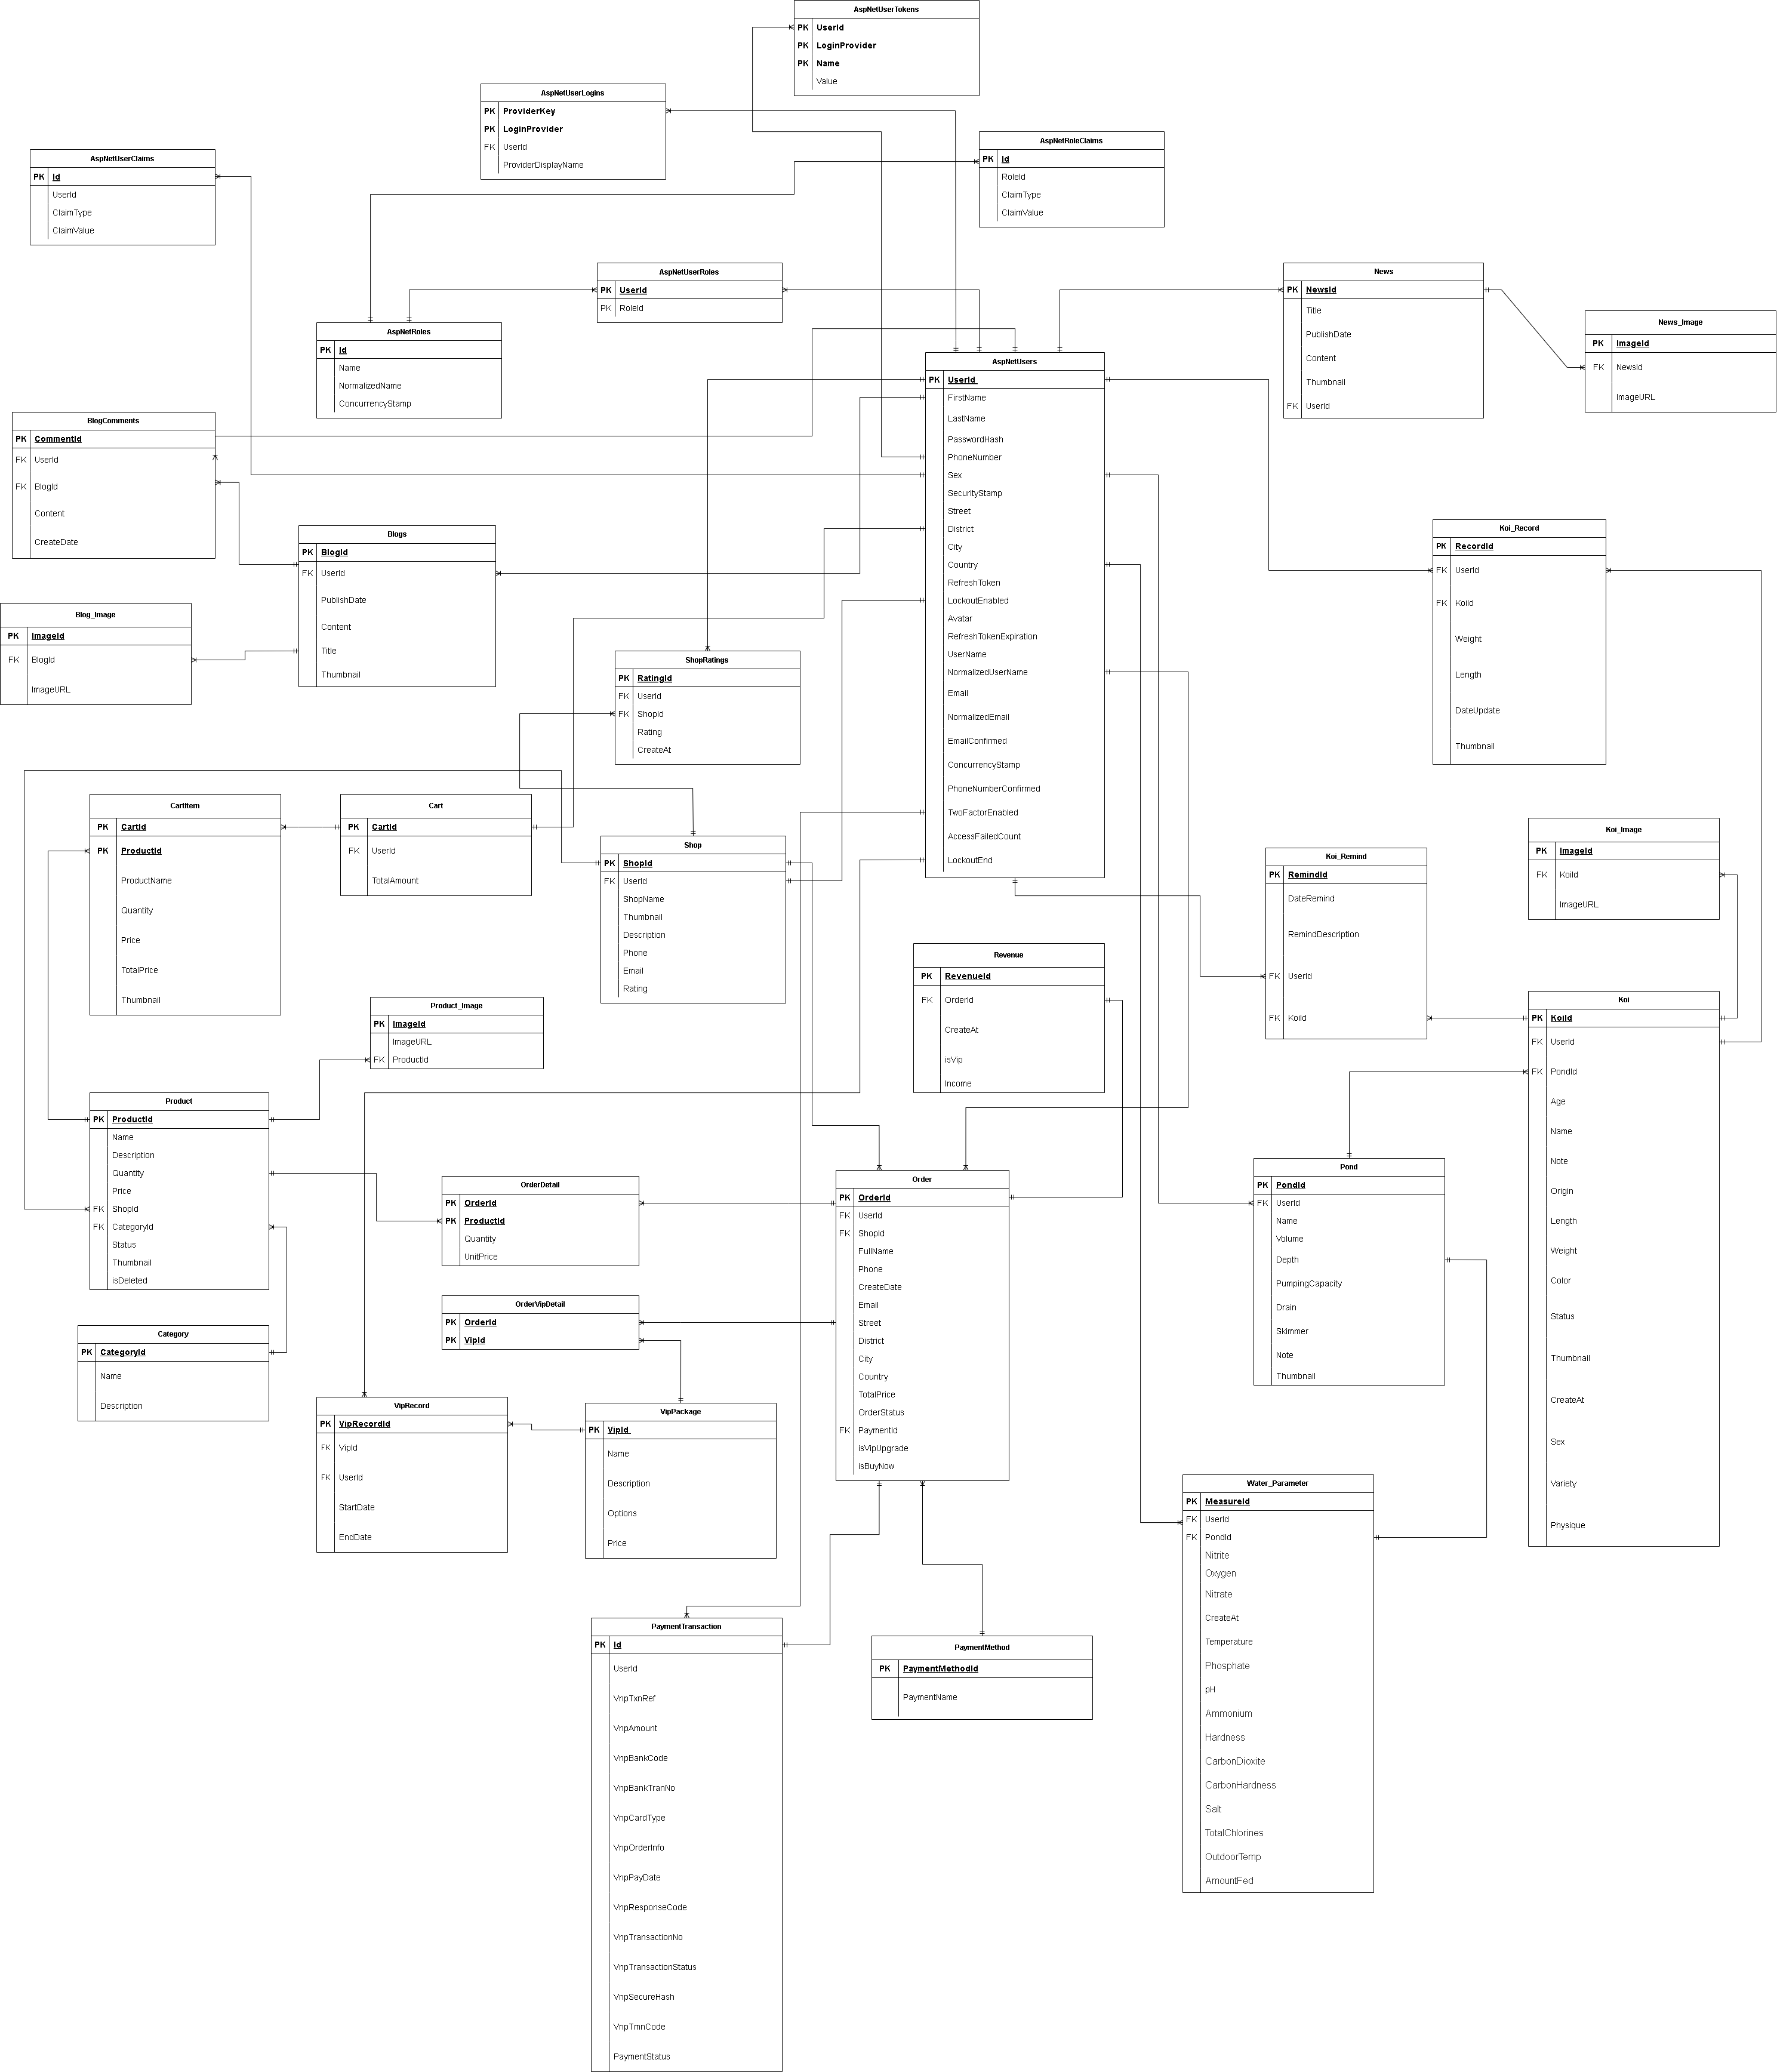 AspNetUserTokens
PK UserId
PK LoginProvider
PK Name
Value
AspNetUserLogins
PK ProviderKey
PK LoginProvider
FK UserId
ProviderDisplayName
AspNetRoleClaims
PK Id
RoleId
ClaimType
ClaimValue
AspNetUserClaims
PK Id
UserId
ClaimType
ClaimValue
AspNetUserRoles
PK UserId
PK RoleId
News
PK NewsId
Title
PublishDate
Content
Thumbnail
FK UserId
News_Image
PK ImageId
FK NewsId
ImageURL
AspNetRoles
PK Id
Name
NormalizedName
ConcurrencyStamp
AspNetUsers
PK UserId
FirstName
LastName
PasswordHash
PhoneNumber
Sex
SecurityStamp
Street
District
City
Country
RefreshToken
LockoutEnabled
Avatar
RefreshTokenExpiration
UserName
NormalizedUserName
Email
NormalizedEmail
EmailConfirmed
ConcurrencyStamp
PhoneNumberConfirmed
TwoFactorEnabled
AccessFailedCount
LockoutEnd
BlogComments
PK CommentId
FK UserId
FK BlogId
Content
CreateDate
Blogs
PK BlogId
FK UserId
PublishDate
Content
Title
Thumbnail
Koi_Record
PK RecordId
FK UserId
FK KoiId
Weight
Length
DateUpdate
Thumbnail
Blog_Image
PK ImageId
FK BlogId
ImageURL
ShopRatings
PK RatingId
FK UserId
FK ShopId
Rating
CreateAt
CartItem
PK CartId
PK ProductId
ProductName
Quantity
Price
TotalPrice
Thumbnail
Cart
PK CartId
FK UserId
TotalAmount
Shop
PK ShopId
FK UserId
ShopName
Thumbnail
Description
Phone
Email
Rating
Koi_Remind
PK RemindId
DateRemind
RemindDescription
FK UserId
FK KoiId
Koi_Image
PK ImageId
FK KoiId
ImageURL
Revenue
PK RevenueId
FK OrderId
CreateAt
isVip
Income
Product_Image
PK ImageId
ImageURL
FK ProductId
Koi
PK KoiId
FK UserId
FK PondId
Age
Name
Note
Origin
Length
Weight
Color
Status
Thumbnail
CreateAt
Sex
Variety
Physique
Product
PK ProductId
Name
Description
Quantity
Price
FK ShopId
FK CategoryId
Status
Thumbnail
isDeleted
OrderDetail
PK OrderId
PK ProductId
Quantity
UnitPrice
Order
PK OrderId
FK UserId
FK ShopId
FullName
Phone
CreateDate
Email
Street
District
City
Country
TotalPrice
OrderStatus
FK PaymentId
isVipUpgrade
isBuyNow
Pond
PK PondId
FK UserId
Name
Volume
Depth
PumpingCapacity
Drain
Skimmer
Note
Thumbnail
OrderVipDetail
PK OrderId
PK VipId
Category
PK CategoryId
Name
Description
VipRecord
PK VipRecordId
FK VipId
FK UserId
StartDate
EndDate
VipPackage
PK VipId
Name
Description
Options
Price
Water_Parameter
PK MeasureId
FK UserId
FK PondId
Nitrite
Oxygen
Nitrate
CreateAt
Temperature
Phosphate
pH
Ammonium
Hardness
CarbonDioxite
CarbonHardness
Salt
TotalChlorines
OutdoorTemp
AmountFed
PaymentTransaction
PK Id
UserId
VnpTxnRef
VnpAmount
VnpBankCode
VnpBankTranNo
VnpCardType
VnpOrderInfo
VnpPayDate
VnpResponseCode
VnpTransactionNo
VnpTransactionStatus
VnpSecureHash
VnpTmnCode
PaymentStatus
PaymentMethod
PK PaymentMethodId
PaymentName